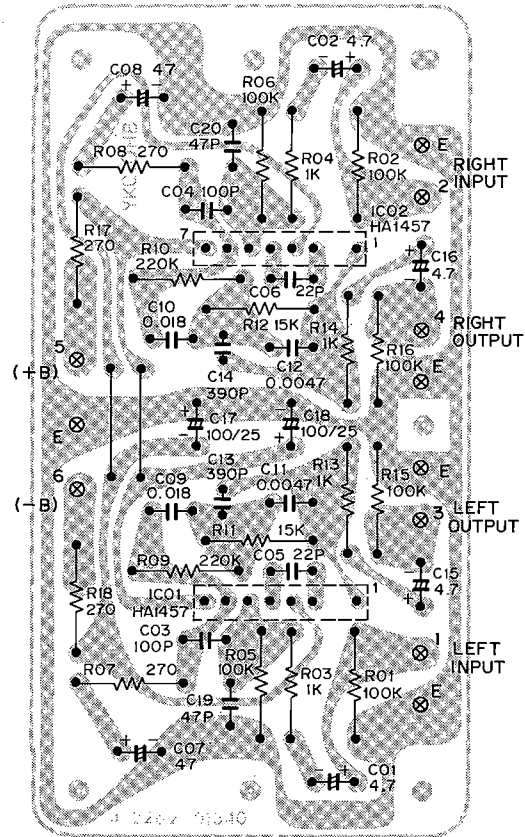 C02 4.7
C08 47
R06
100K
C20
47P
R08 270
R04
1K
R02
100K
E
RIGHT
INPUT
2
C04 100P
IC02
HA1457
R17
270
7
1
R10
220K
C16
4.7
C06
22P
C10
0.018
R12 15K
R14
1K
4
RIGHT
OUTPUT
R16
100K
C12
0.0047
5
(+B)
C14
390P
E
E
C17
100/25
C18
100/25
C13
390P
C11
0.0047
R13
1K
R15
100K
E
6
(-B)
C09
0.018
R11
15K
3
LEFT
OUTPUT
R09
220K
C05 22P
R18
270
IC01
HA1457
1
C15
4.7
C03
100P
R05
100K
R03
1K
R01
100K
1
LEFT
INPUT
R07
270
E
C19
47P
C07
47
C01
4.7